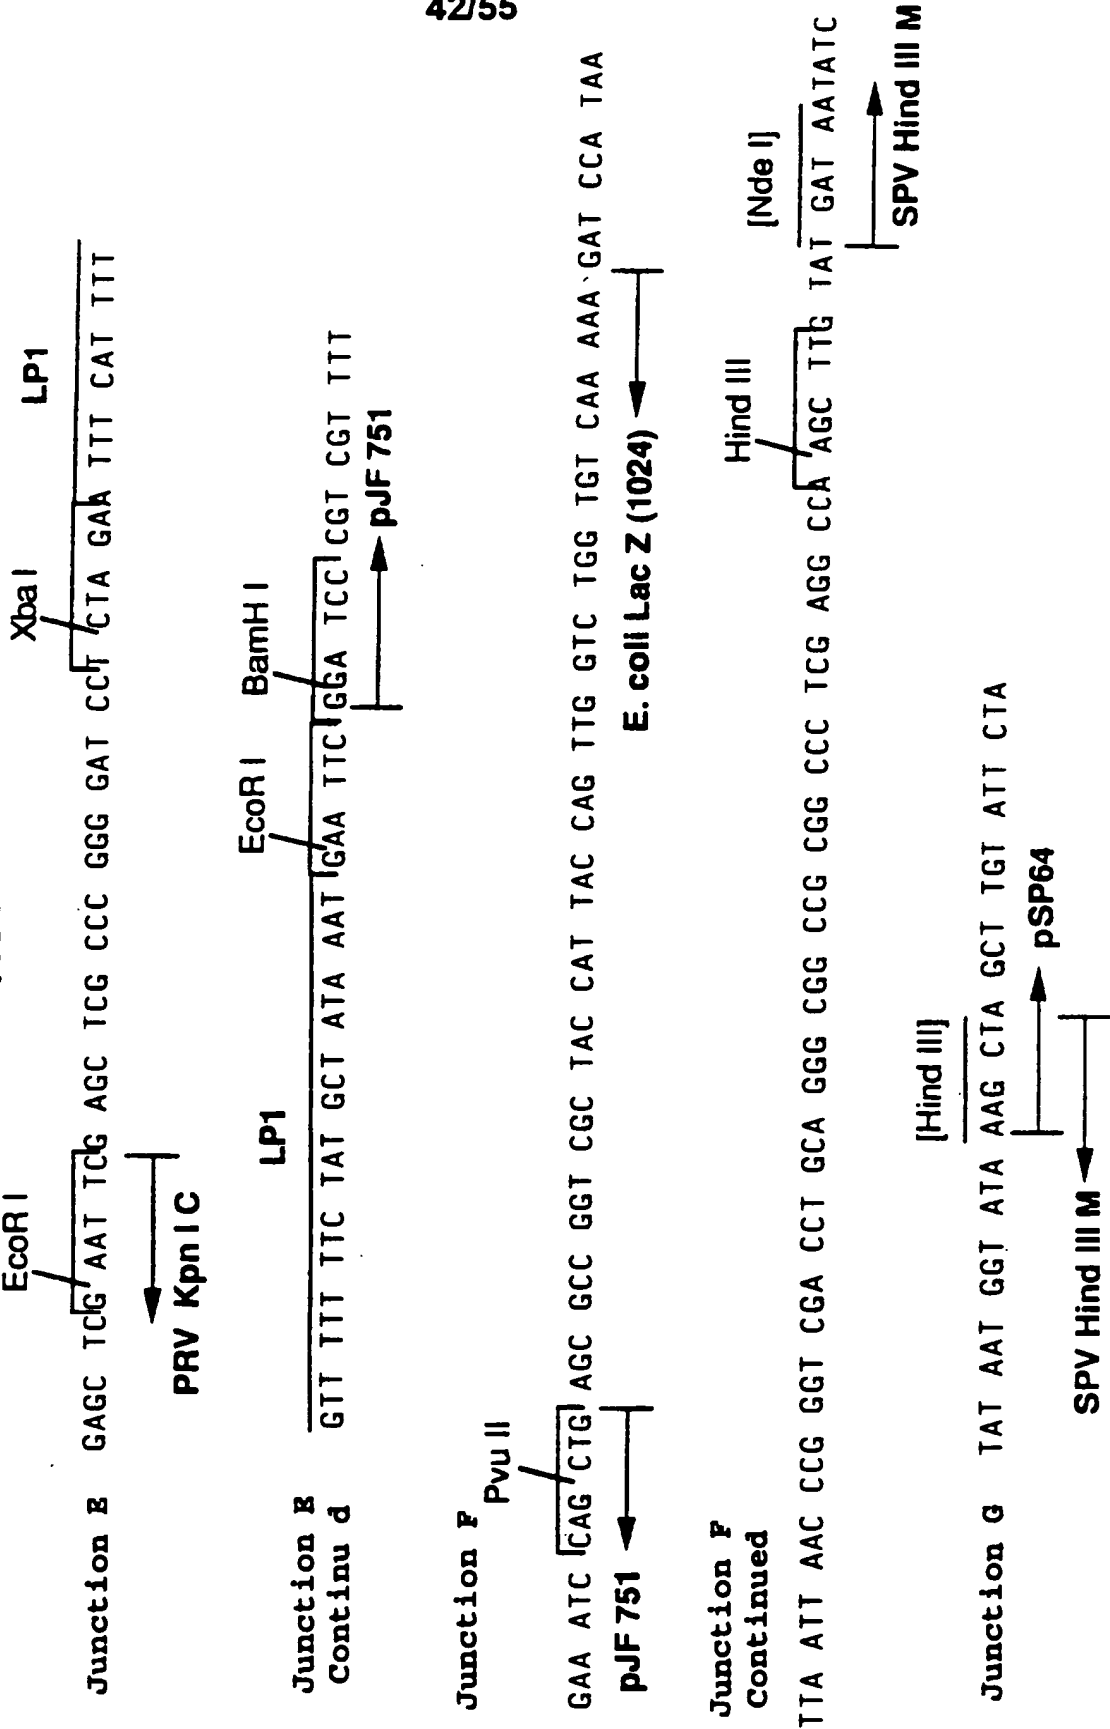 42/55
EcoR I
Xba I
LP1
Junction E GAGC TCG AAT TCG AGC TCG CCC GGG GAT CCT CTA GAA TTT CAT TTT
PRV Kpn I C
LP1
EcoR I
BamH I
Junction E GTT TTT TTC TAT GCT ATA AAT GAA TTC GGA TCC CGT CGT TTT
Continu d
pJF 751
Junction F
Pvu II
GAA ATC CAG CTG AGC GCC GGT CGC TAC CAT TAC CAG TTG GTC TGG TGT CAA AAA GAT CCA TAA
pJF 751
E. coli Lac Z (1024)
Junction F
Continued
Hind III
[Nde I]
TTA ATT AAC CCG GGT CGA CCT GCA GGG CGG CCG CGG CCC TCG AGG CCA AGC TTG TAT GAT AATATC
SPV Hind III M
[Hind III]
Junction G TAT AAT GGT ATA AAG CTA GCT TGT ATT CTA
pSP64
SPV Hind III M